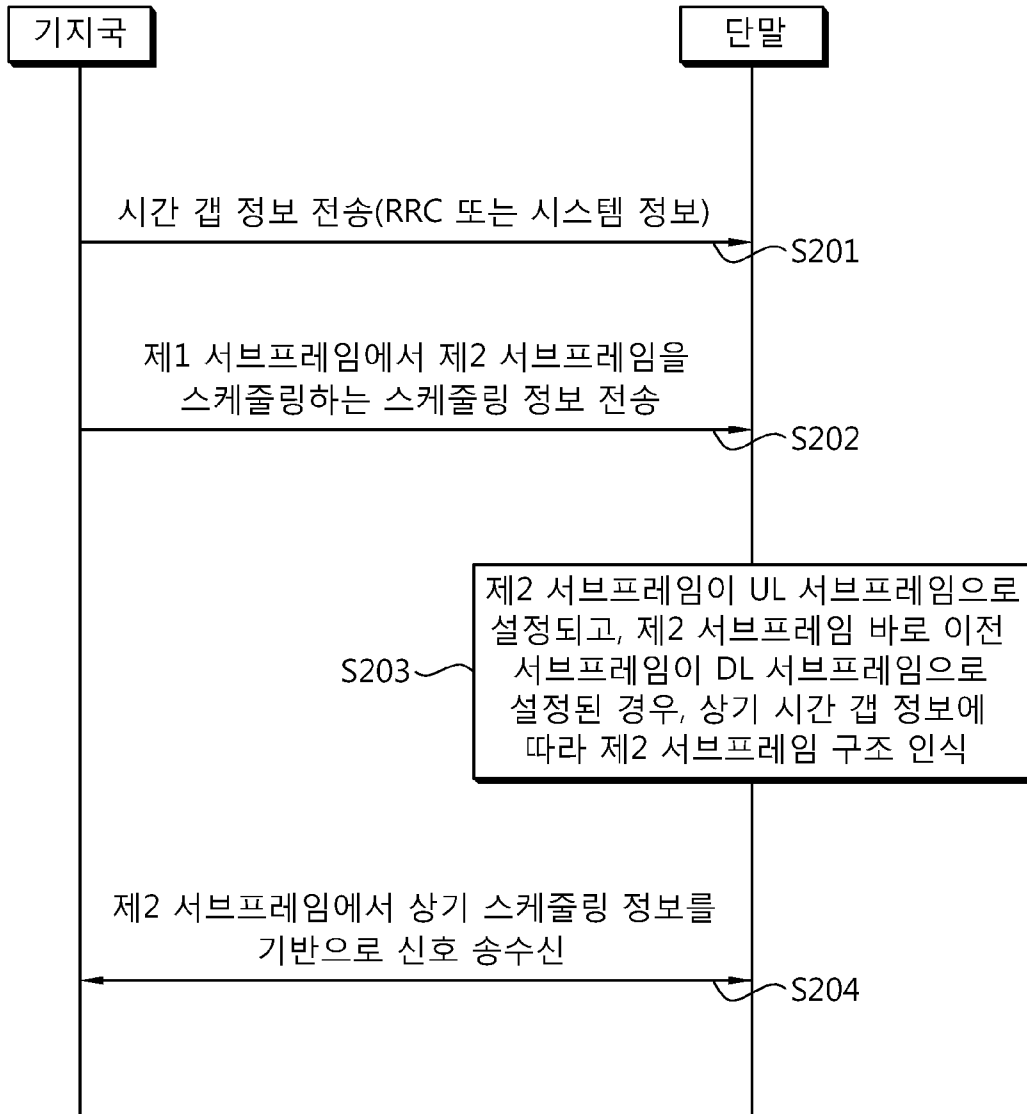 기지국
단말
시간 갭 정보 전송(RRC 또는 시스템 정보)
S201
제1 서브프레임에서 제2 서브프레임을
스케줄링하는 스케줄링 정보 전송
S202
제2 서브프레임이 UL 서브프레임으로
설정되고, 제2 서브프레임 바로 이전
서브프레임이 DL 서브프레임으로
설정된 경우, 상기 시간 갭 정보에
따라 제2 서브프레임 구조 인식
S203
제2 서브프레임에서 상기 스케줄링 정보를
기반으로 신호 송수신
S204